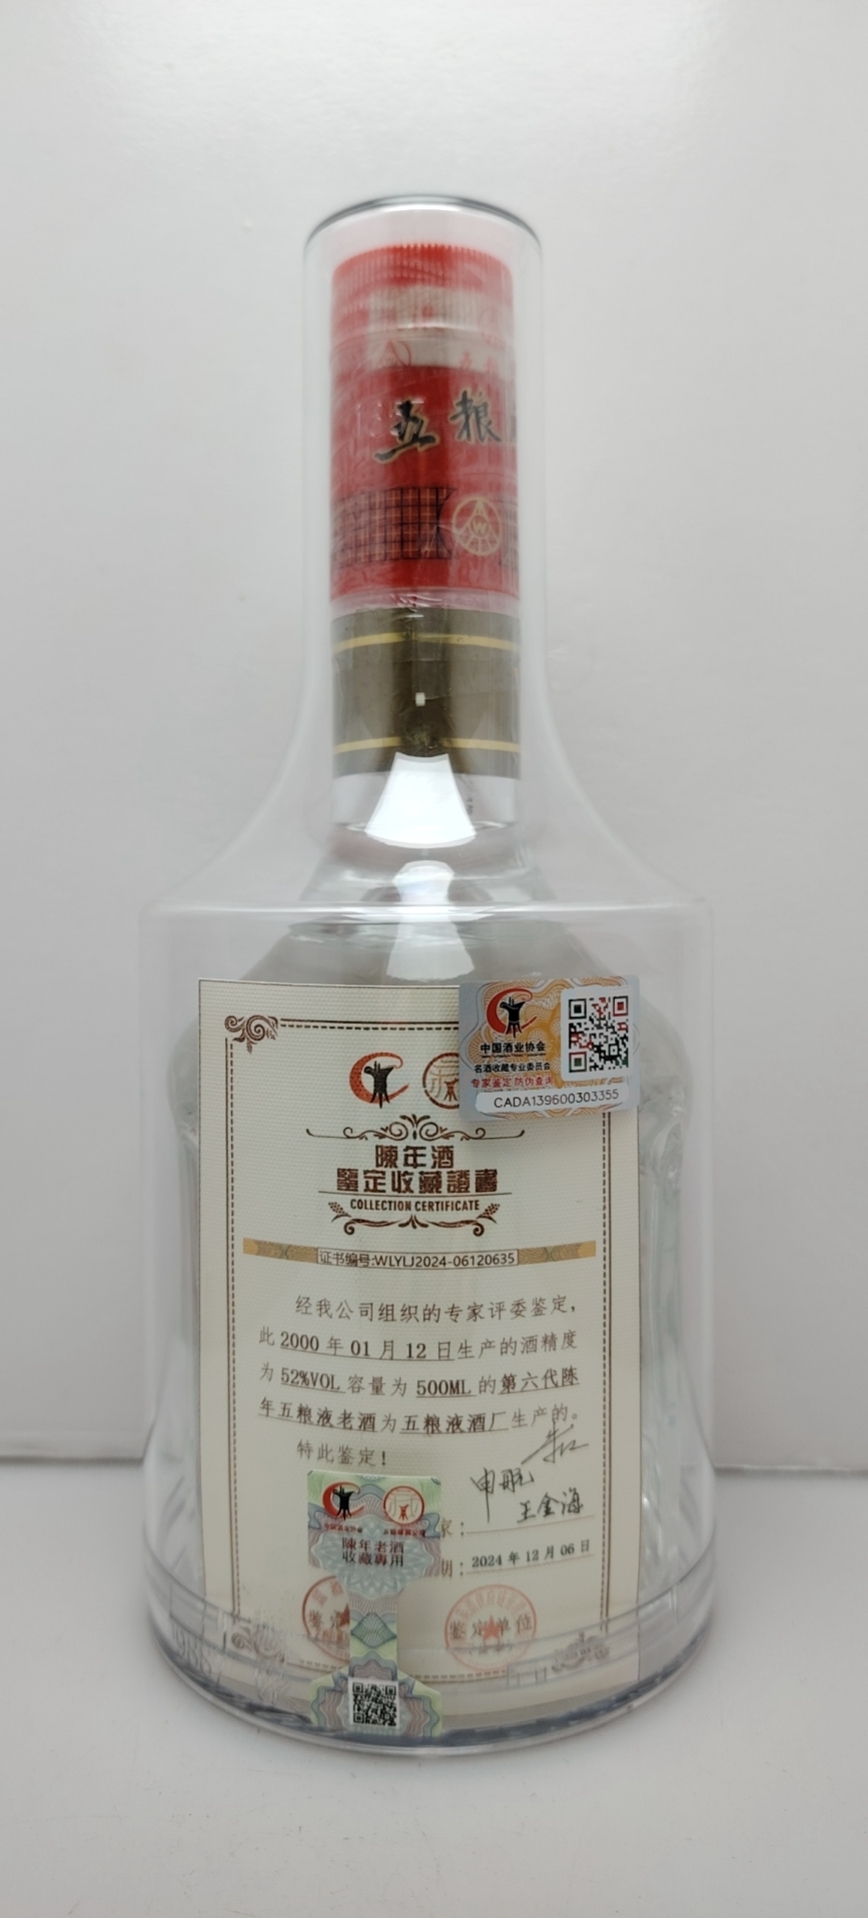 五粮
中国酒业协会
名酒收藏专业委员会
专家鉴定 防伪查询
CADA139600303355
陳年酒
鑒定收藏證書
COLLECTION CERTIFICATE
证书编号:WLYLJ2024-06120635
经我公司组织的专家评委鉴定，
此2000年01月12日生产的酒精度
为52%VOL容量为500ML的第六代陈
年五粮液老酒为五粮液酒厂生产的。
特此鉴定!
申軏
王金海
家:
期: 2024年12月06日
陳年老酒
收藏專用
鉴定
鉴定单位